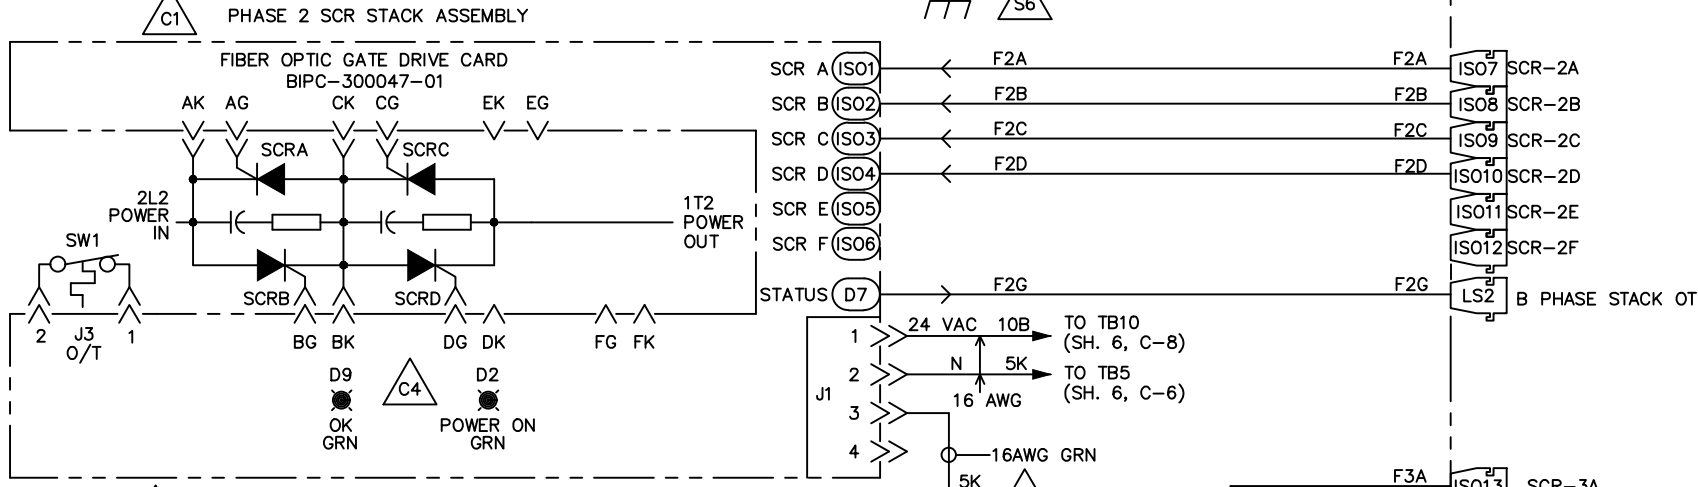 C1
PHASE 2 SCR STACK ASSEMBLY
S6
FIBER OPTIC GATE DRIVE CARD
BIPC-300047-01
AK AG CK CG EK EG
SCRA SCRC
2L2
POWER
IN
1T2
POWER
OUT
SW1
SCRB SCRD
2 J3 1
O/T
BG BK DG DK FG FK
D9
OK
GRN
C4
D2
POWER ON
GRN
SCR A ISO1 F2A F2A ISO7 SCR-2A
SCR B ISO2 F2B F2B ISO8 SCR-2B
SCR C ISO3 F2C F2C ISO9 SCR-2C
SCR D ISO4 F2D F2D ISO10 SCR-2D
SCR E ISO5 ISO11 SCR-2E
SCR F ISO6 ISO12 SCR-2F
STATUS D7 F2G F2G LS2 B PHASE STACK OT
J1
1 24 VAC 10B TO TB10
(SH. 6, C-8)
2 N 5K TO TB5
(SH. 6, C-6)
16 AWG
3
4
16AWG GRN
5K
F3A ISO13 SCR-3A